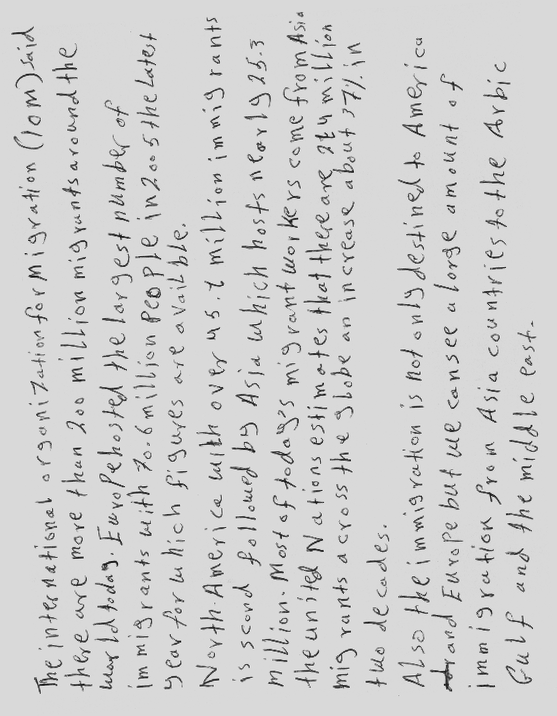 The international organization for migration (IOM) said
there are more than 200 million migrants around the
world today. Europe hosted the largest number of
immigrants with 70.6 million people in 2005 the latest
year for which figures are availble.
North America with over 45.1 million immigrants
is scond followed by Asia which hosts nearly 25.3
million. Most of today's migrant workers come from Asia
the united Nations estimates that there are 214 million
migrants across the globe an increase about 37% in
two decades.
Also the immigration is not only destined to America
and Europe but we can see a large amount of
immigration from Asia countries to the Arbic
Gulf and the middle east.